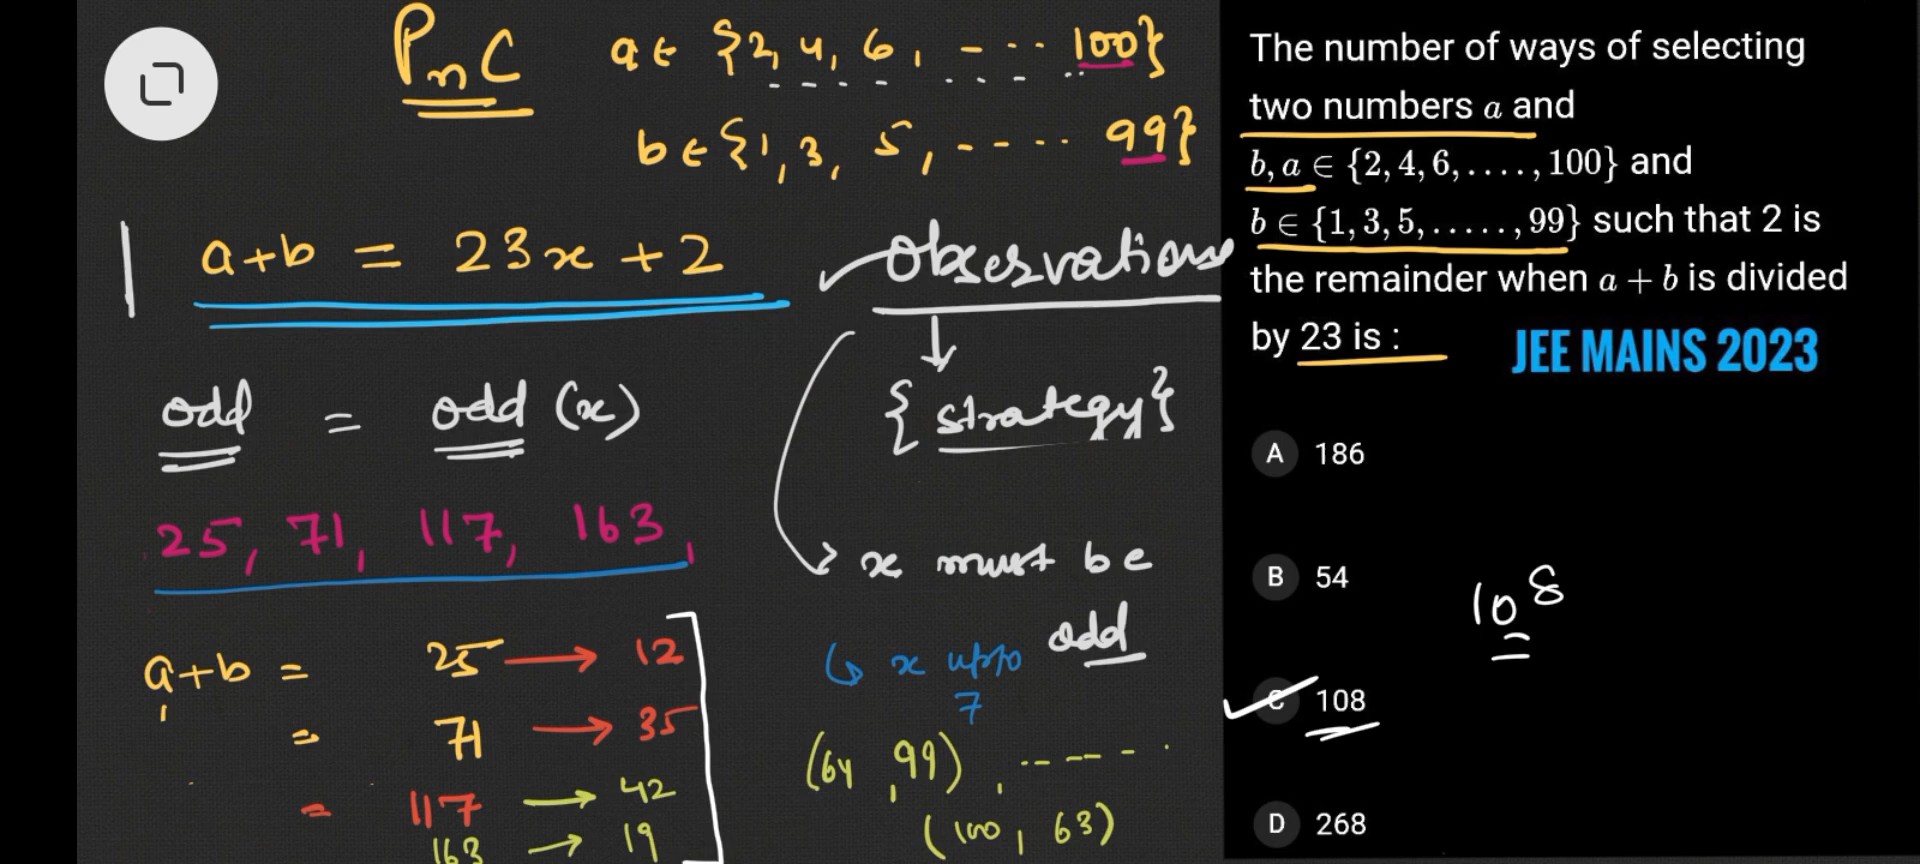 PnC
a ∈ {2, 4, 6, - - - - 100}
b ∈ {1, 3, 5, - - - - 99}
a+b = 23x + 2
observations
{strategy}
odd = odd (x)
25, 71, 117, 163,
x must be
odd
x upto
7
a+b = 25 → 12
= 71 → 35
= 117 → 42
163 → 19
(64, 99), - - - - -
(100, 63)
The number of ways of selecting
two numbers a and
b, a ∈ {2, 4, 6, ...., 100} and
b ∈ {1, 3, 5, ....., 99} such that 2 is
the remainder when a + b is divided
by 23 is :
JEE MAINS 2023
A 186
B 54
108
C 108
D 268